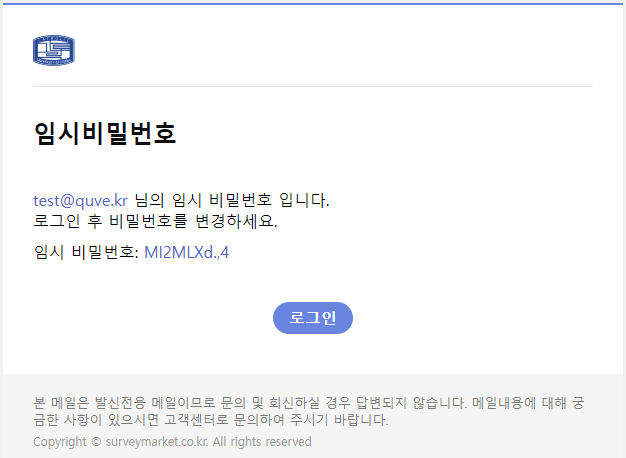 임시비밀번호
test@quve.kr 님의 임시 비밀번호 입니다.
로그인 후 비밀번호를 변경하세요.
임시 비밀번호: MI2MLXd.,4
로그인
본 메일은 발신전용 메일이므로 문의 및 회신하실 경우 답변되지 않습니다. 메일내용에 대해 궁
금한 사항이 있으시면 고객센터로 문의하여 주시기 바랍니다.
Copyright © surveymarket.co.kr. All rights reserved